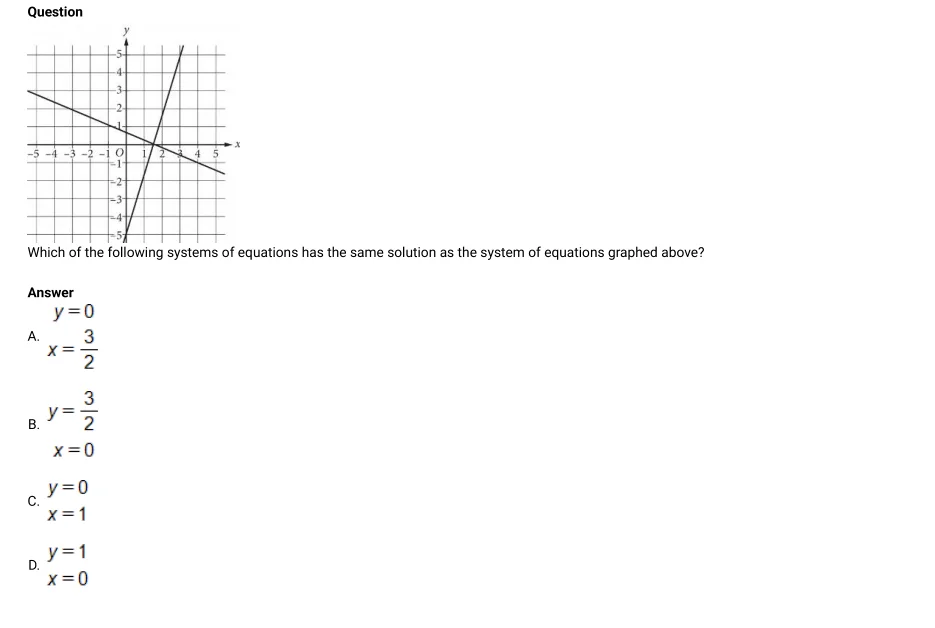 Question
y
5
4
3
2
1
x
-5 -4 -3 -2 -1 O 1 2 3 4 5
-1
-2
-3
-4
-5
Which of the following systems of equations has the same solution as the system of equations graphed above?
Answer
A.
y = 0
x = 3/2
B.
y = 3/2
x = 0
C.
y = 0
x = 1
D.
y = 1
x = 0